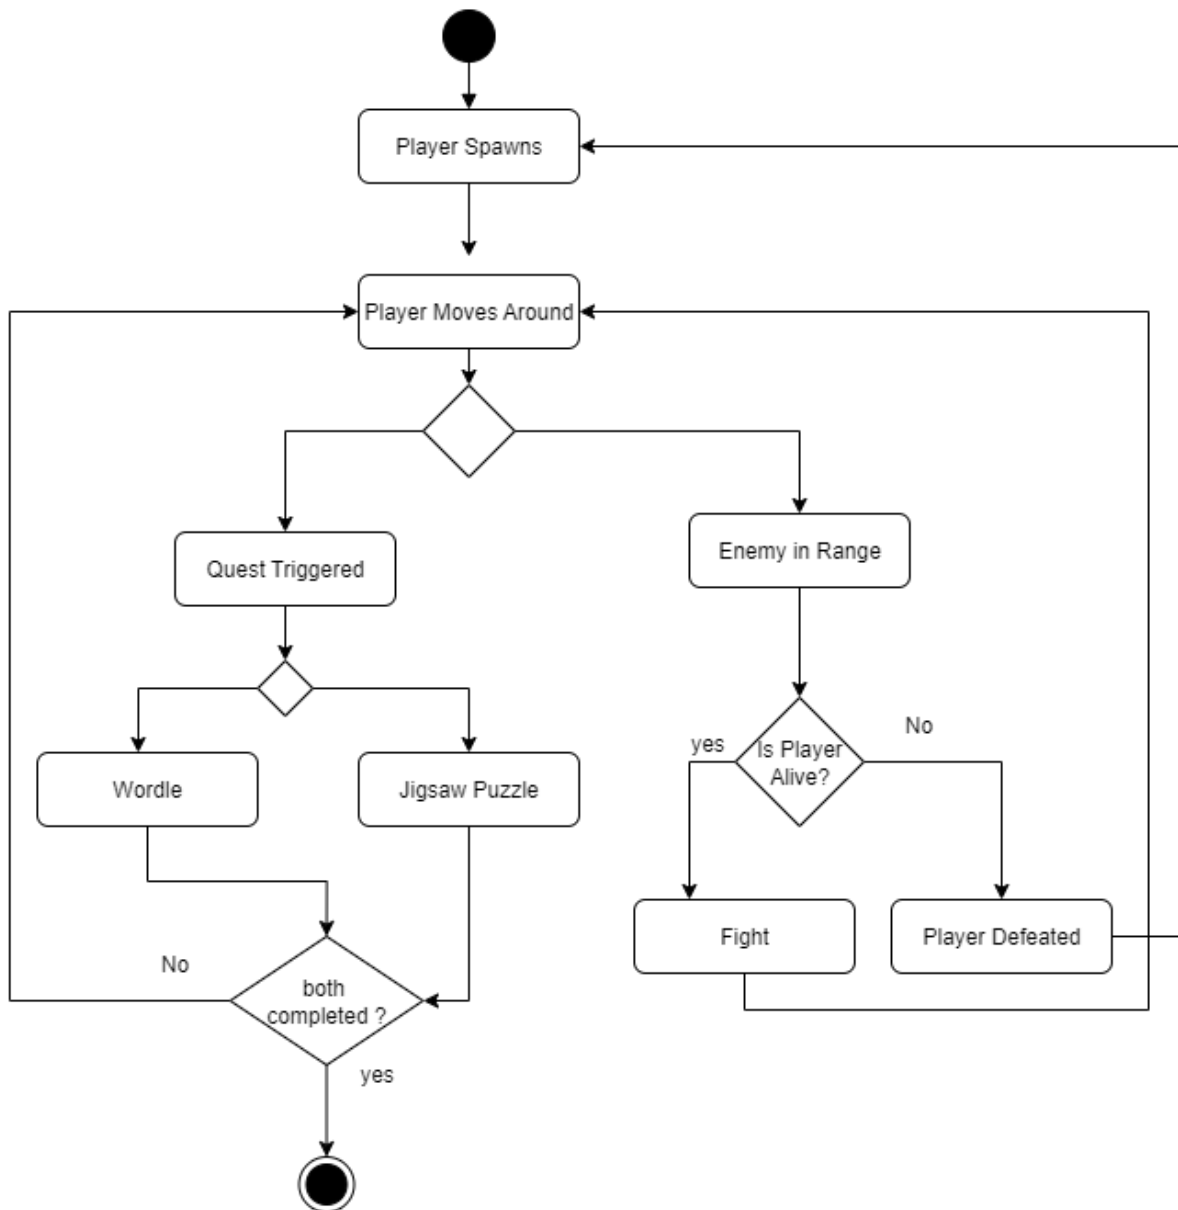 Player Spawns
Player Moves Around
Quest Triggered
Enemy in Range
Wordle
Jigsaw Puzzle
yes
Is Player
Alive?
No
Fight
Player Defeated
No
both
completed ?
yes